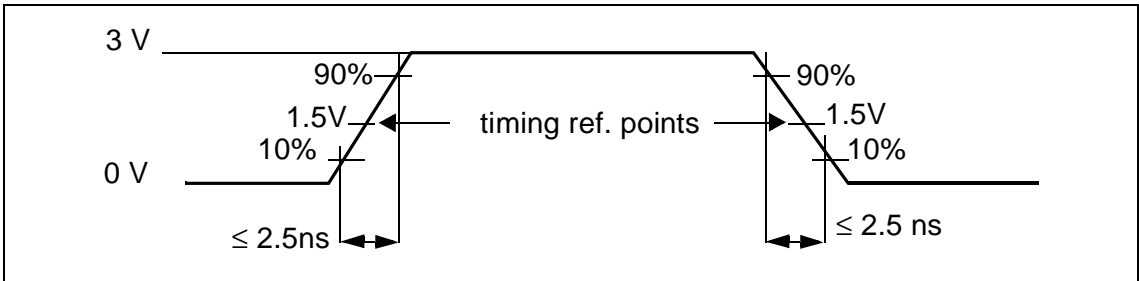 3 V
90% 90%
1.5V timing ref. points 1.5V
10% 10%
0 V
≤ 2.5ns ≤ 2.5 ns